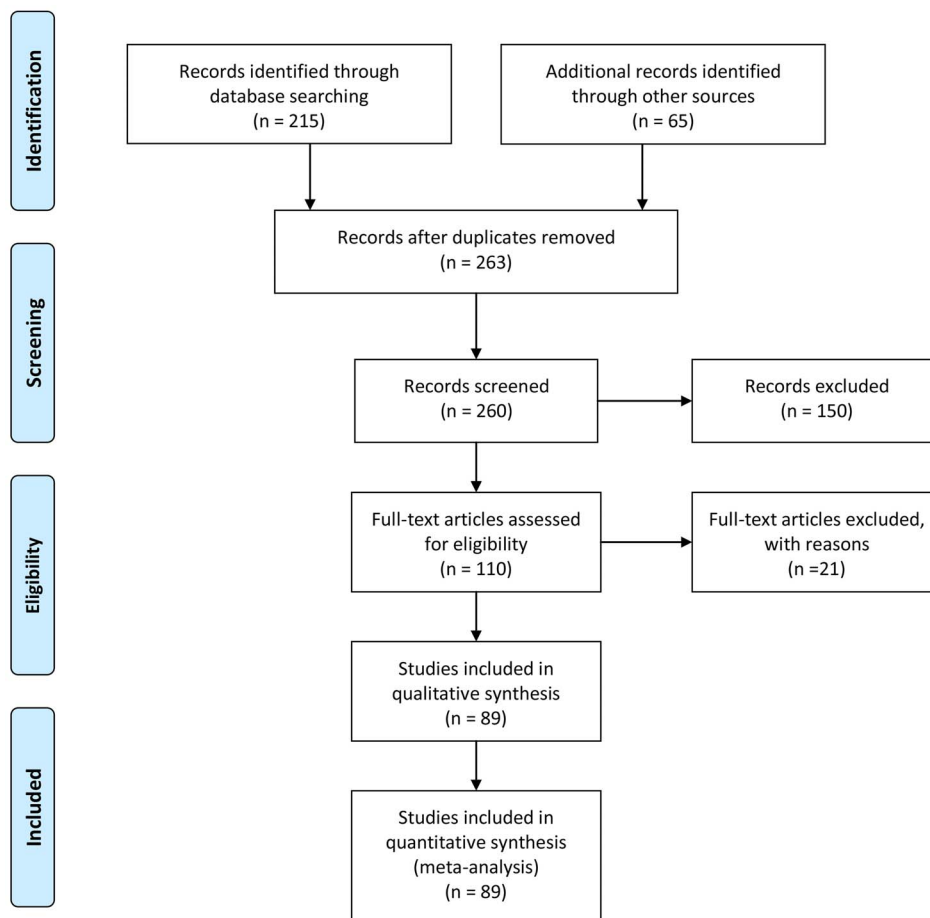 Identification
Records identified through
database searching
(n = 215)
Additional records identified
through other sources
(n = 65)
Records after duplicates removed
(n = 263)
Screening
Records screened
(n = 260)
Records excluded
(n = 150)
Eligibility
Full-text articles assessed
for eligibility
(n = 110)
Full-text articles excluded,
with reasons
(n =21)
Studies included in
qualitative synthesis
(n = 89)
Included
Studies included in
quantitative synthesis
(meta-analysis)
(n = 89)